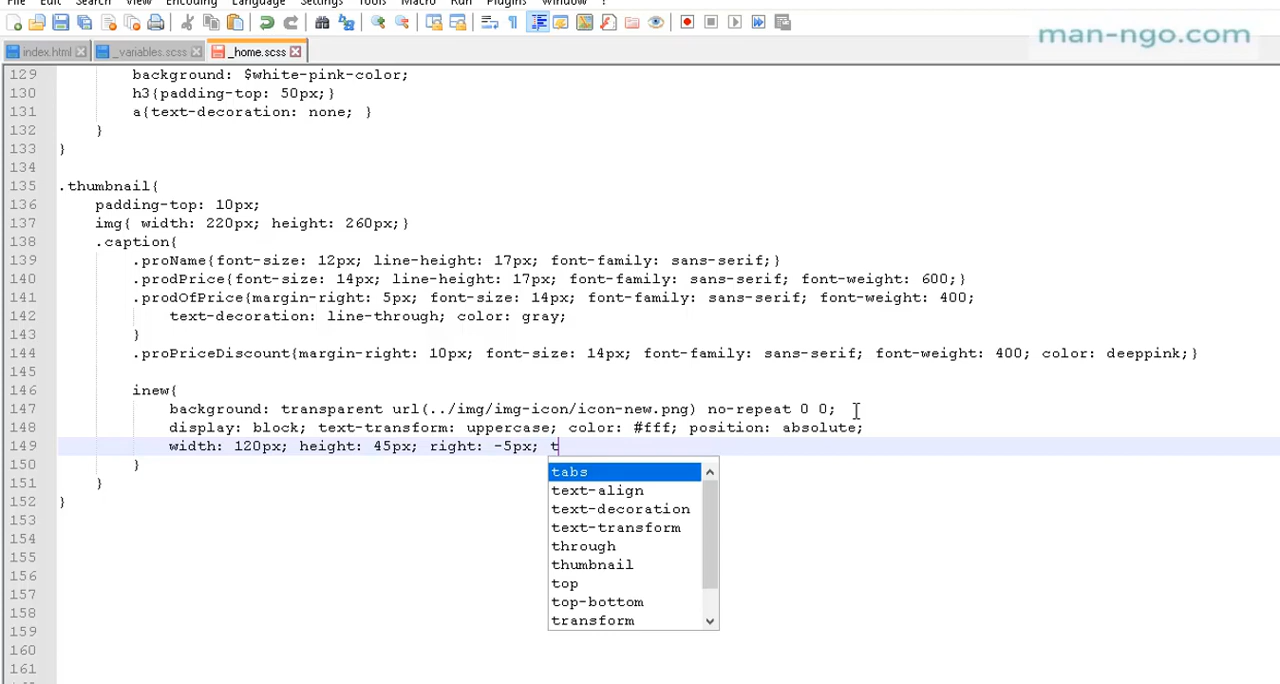 File Edit Search View Encoding Language Settings Tools Macro Run Plugins Window ?
man-ngo.com
index.html _variables.scss _home.scss
129 background: $white-pink-color;
130 h3{padding-top: 50px;}
131 a{text-decoration: none; }
132 }
133 }
134
135 .thumbnail{
136 padding-top: 10px;
137 img{ width: 220px; height: 260px;}
138 .caption{
139 .proName{font-size: 12px; line-height: 17px; font-family: sans-serif;}
140 .prodPrice{font-size: 14px; line-height: 17px; font-family: sans-serif; font-weight: 600;}
141 .prodOfPrice{margin-right: 5px; font-size: 14px; font-family: sans-serif; font-weight: 400;
142 text-decoration: line-through; color: gray;
143 }
144 .proPriceDiscount{margin-right: 10px; font-size: 14px; font-family: sans-serif; font-weight: 400; color: deeppink;}
145
146 inew{
147 background: transparent url(../img/img-icon/icon-new.png) no-repeat 0 0;
148 display: block; text-transform: uppercase; color: #fff; position: absolute;
149 width: 120px; height: 45px; right: -5px; t
150 }
151 }
152 }
153
154
155
156
157
158
159
160
161
tabs
text-align
text-decoration
text-transform
through
thumbnail
top
top-bottom
transform